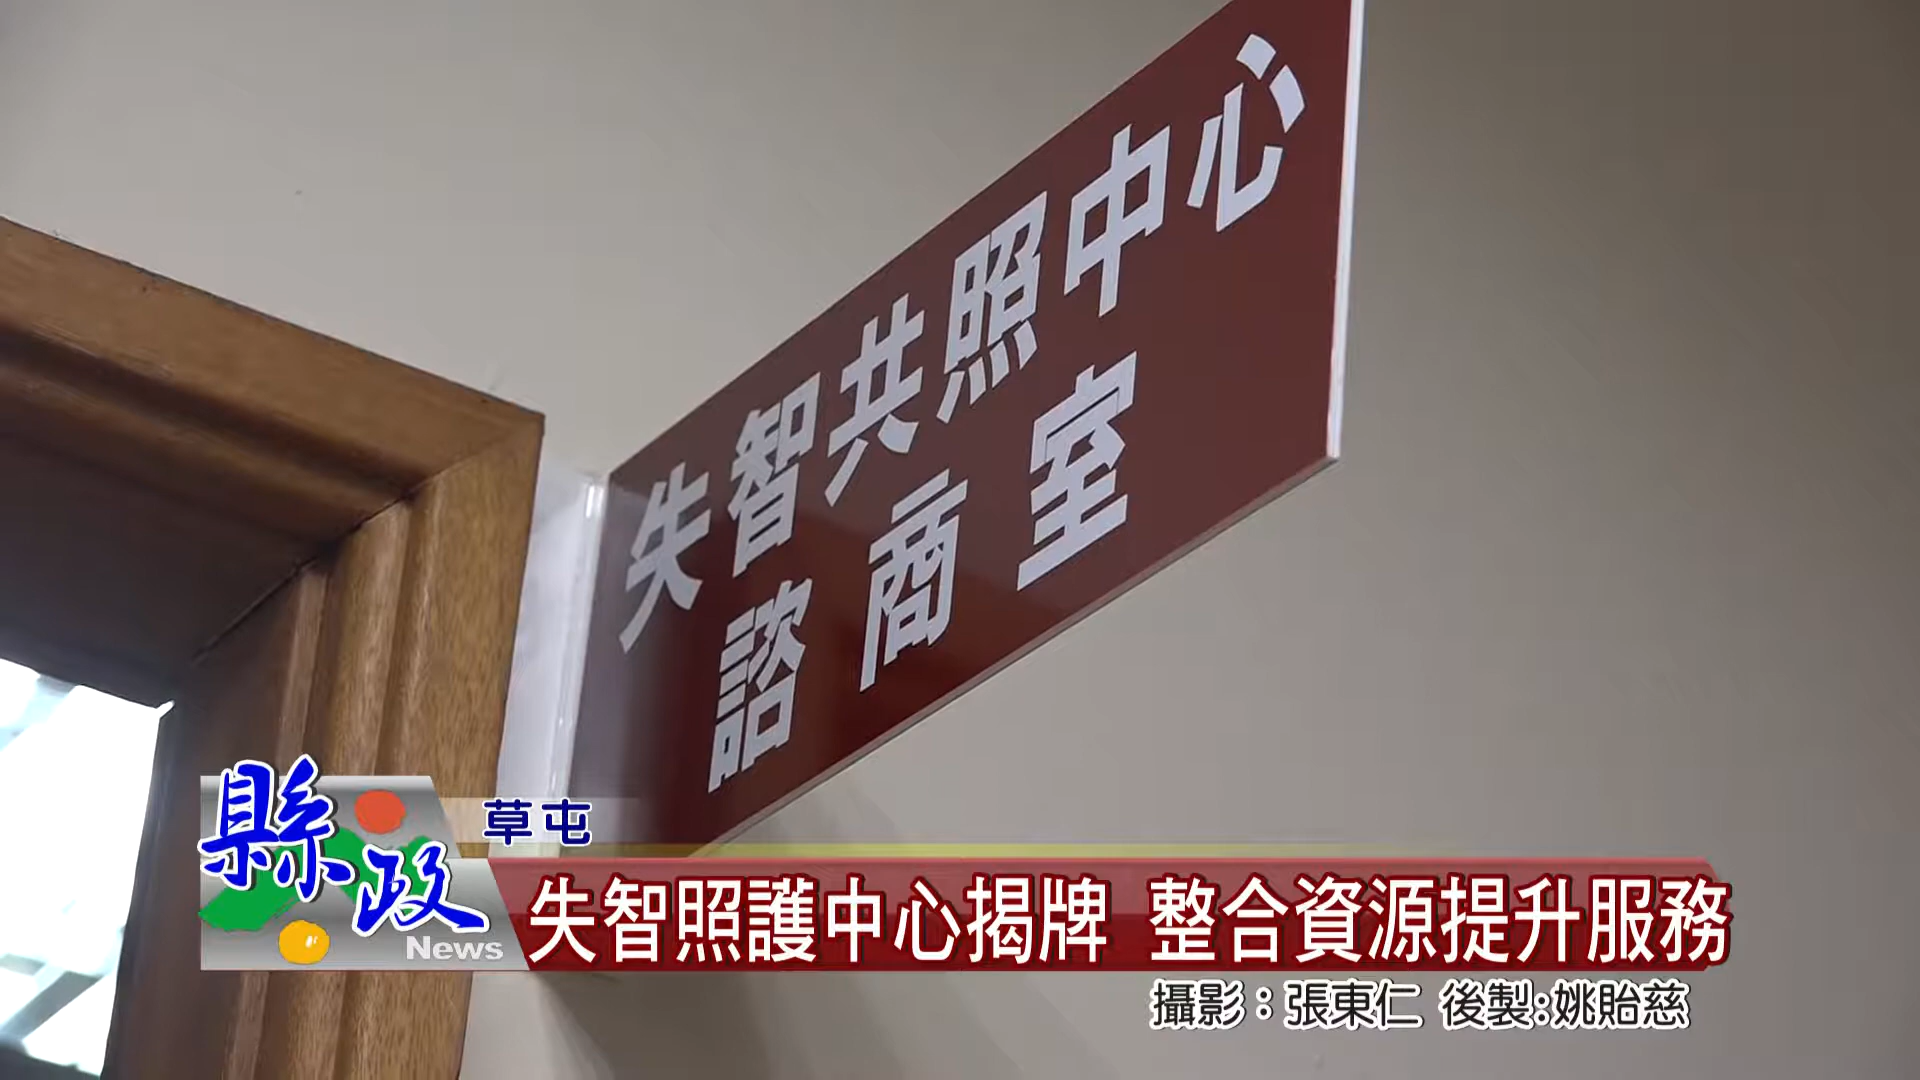 失智共照中心
諮商室
縣政
News
草屯
失智照護中心揭牌 整合資源提升服務
攝影：張東仁 後製:姚貽慈